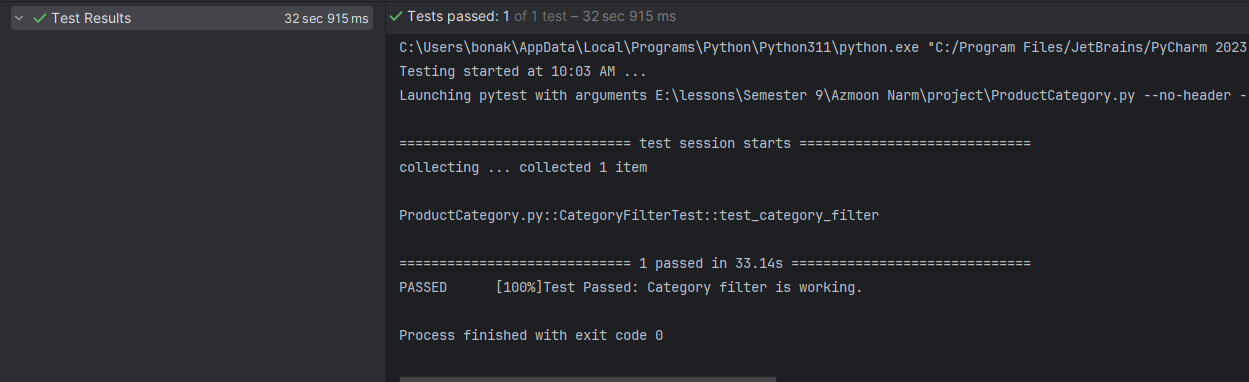 Test Results 32 sec 915 ms
Tests passed: 1 of 1 test – 32 sec 915 ms
C:\Users\bonak\AppData\Local\Programs\Python\Python311\python.exe "C:/Program Files/JetBrains/PyCharm 2023
Testing started at 10:03 AM ...
Launching pytest with arguments E:\lessons\Semester 9\Azmoon Narm\project\ProductCategory.py --no-header -
============================= test session starts =============================
collecting ... collected 1 item
ProductCategory.py::CategoryFilterTest::test_category_filter
============================= 1 passed in 33.14s ==============================
PASSED [100%]Test Passed: Category filter is working.
Process finished with exit code 0